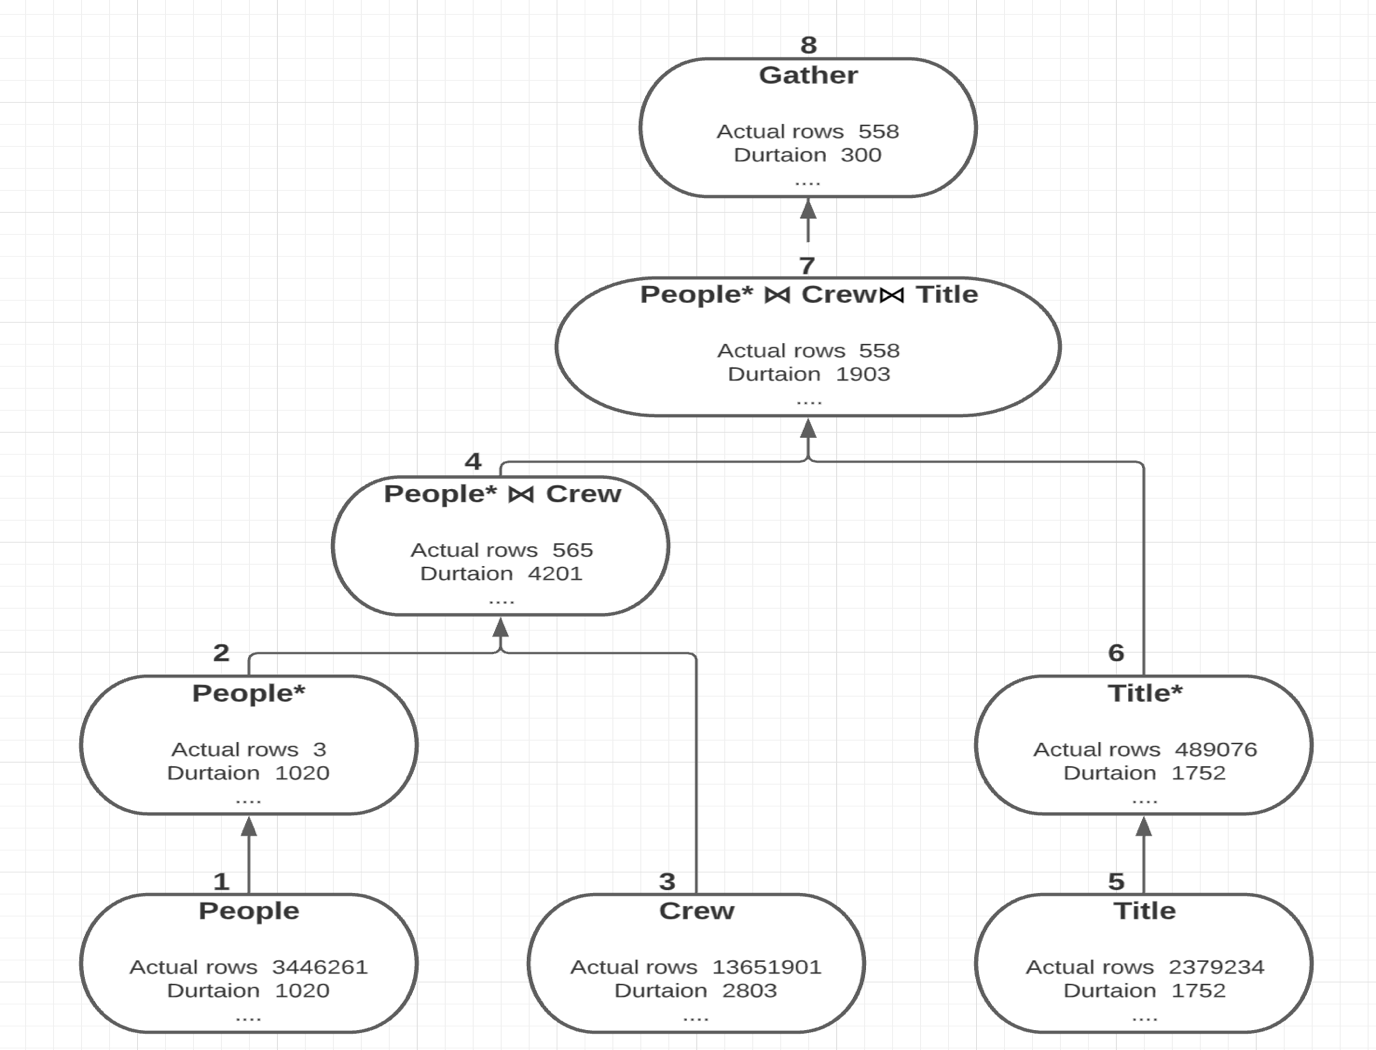 8
Gather
Actual rows 558
Durtaion 300
....
7
People* ⋈ Crew⋈ Title
Actual rows 558
Durtaion 1903
....
4
People* ⋈ Crew
Actual rows 565
Durtaion 4201
....
2
People*
Actual rows 3
Durtaion 1020
....
6
Title*
Actual rows 489076
Durtaion 1752
....
1
People
Actual rows 3446261
Durtaion 1020
....
3
Crew
Actual rows 13651901
Durtaion 2803
....
5
Title
Actual rows 2379234
Durtaion 1752
....